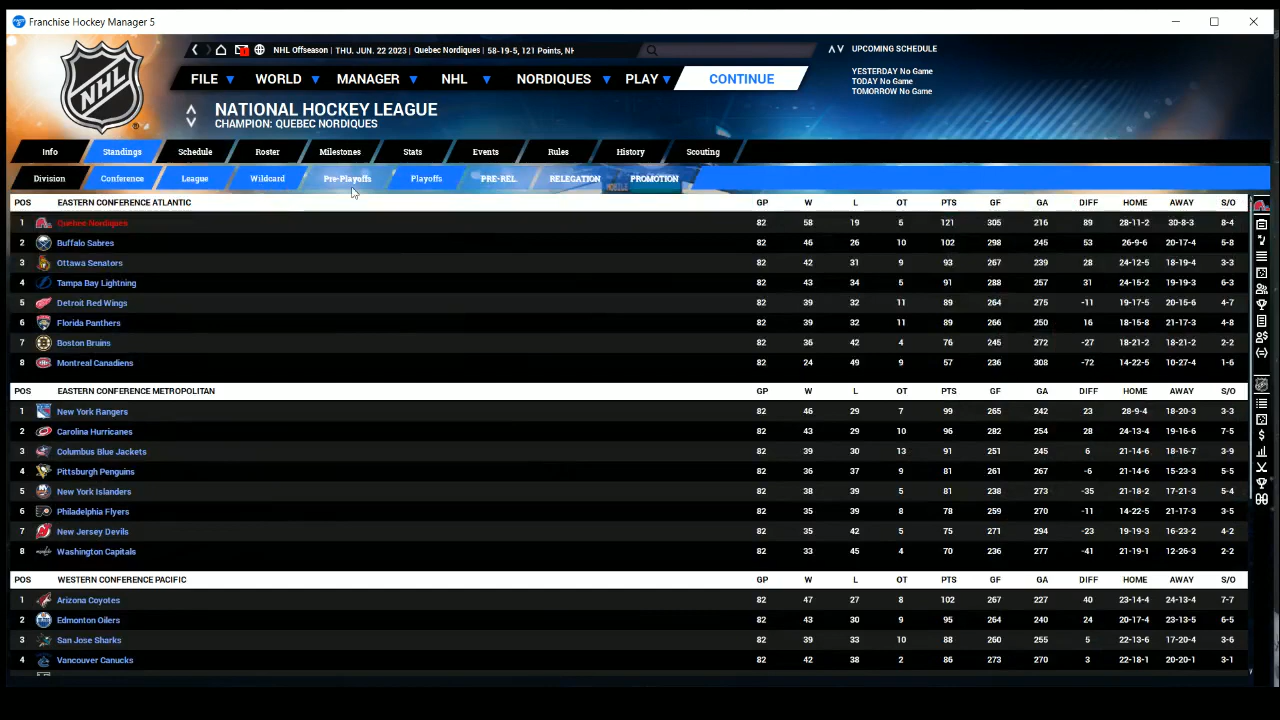 Franchise Hockey Manager 5
NHL Offseason | THU. JUN. 22 2023 | Quebec Nordiques | 58-19-5, 121 Points, NH
UPCOMING SCHEDULE
YESTERDAY No Game
TODAY No Game
TOMORROW No Game
FILE WORLD MANAGER NHL NORDIQUES PLAY CONTINUE
NHL
NATIONAL HOCKEY LEAGUE
CHAMPION: QUEBEC NORDIQUES
Info Standings Schedule Roster Milestones Stats Events Rules History Scouting
Division Conference League Wildcard Pre-Playoffs Playoffs PRE-REL. RELEGATION PROMOTION
POS EASTERN CONFERENCE ATLANTIC GP W L OT PTS GF GA DIFF HOME AWAY S/O
1 Quebec Nordiques 82 58 19 5 121 305 216 89 28-11-2 30-8-3 8-4
2 Buffalo Sabres 82 46 26 10 102 298 245 53 26-9-6 20-17-4 5-8
3 Ottawa Senators 82 42 31 9 93 267 239 28 24-12-5 18-19-4 3-3
4 Tampa Bay Lightning 82 43 34 5 91 288 257 31 24-15-2 19-19-3 6-3
5 Detroit Red Wings 82 39 32 11 89 264 275 -11 19-17-5 20-15-6 4-7
6 Florida Panthers 82 39 32 11 89 266 250 16 18-15-8 21-17-3 4-8
7 Boston Bruins 82 36 42 4 76 245 272 -27 18-21-2 18-21-2 2-2
8 Montreal Canadiens 82 24 49 9 57 236 308 -72 14-22-5 10-27-4 1-6
POS EASTERN CONFERENCE METROPOLITAN GP W L OT PTS GF GA DIFF HOME AWAY S/O
1 New York Rangers 82 46 29 7 99 265 242 23 28-9-4 18-20-3 3-3
2 Carolina Hurricanes 82 43 29 10 96 282 254 28 24-13-4 19-16-6 7-5
3 Columbus Blue Jackets 82 39 30 13 91 251 245 6 21-14-6 18-16-7 3-9
4 Pittsburgh Penguins 82 36 37 9 81 261 267 -6 21-14-6 15-23-3 5-5
5 New York Islanders 82 38 39 5 81 238 273 -35 21-18-2 17-21-3 5-4
6 Philadelphia Flyers 82 35 39 8 78 259 270 -11 14-22-5 21-17-3 3-5
7 New Jersey Devils 82 35 42 5 75 271 294 -23 19-19-3 16-23-2 4-2
8 Washington Capitals 82 33 45 4 70 236 277 -41 21-19-1 12-26-3 2-2
POS WESTERN CONFERENCE PACIFIC GP W L OT PTS GF GA DIFF HOME AWAY S/O
1 Arizona Coyotes 82 47 27 8 102 267 227 40 23-14-4 24-13-4 7-7
2 Edmonton Oilers 82 43 30 9 95 264 240 24 20-17-4 23-13-5 6-5
3 San Jose Sharks 82 39 33 10 88 260 255 5 22-13-6 17-20-4 3-6
4 Vancouver Canucks 82 42 38 2 86 273 270 3 22-18-1 20-20-1 3-1